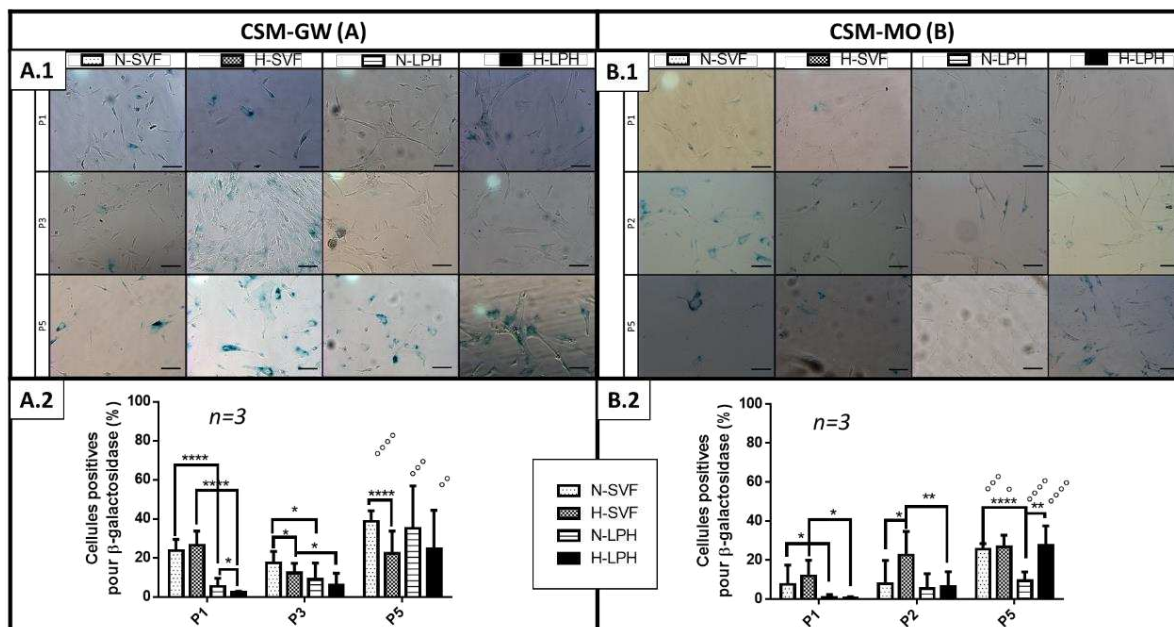 CSM-GW (A)
CSM-MO (B)
A.1
N-SVF H-SVF N-LPH H-LPH
P1
P3
P5
B.1
N-SVF H-SVF N-LPH H-LPH
P1
P2
P5
A.2
n=3
Cellules positives
pour β-galactosidase (%)
100
80
60
40
20
0
**** **** * * * * ****
°°°° °°° °°
P1 P3 P5
N-SVF
H-SVF
N-LPH
H-LPH
B.2
n=3
Cellules positives
pour β-galactosidase (%)
100
80
60
40
20
0
* * * ** **** **
°°° ° °°°° °°°°
P1 P2 P5